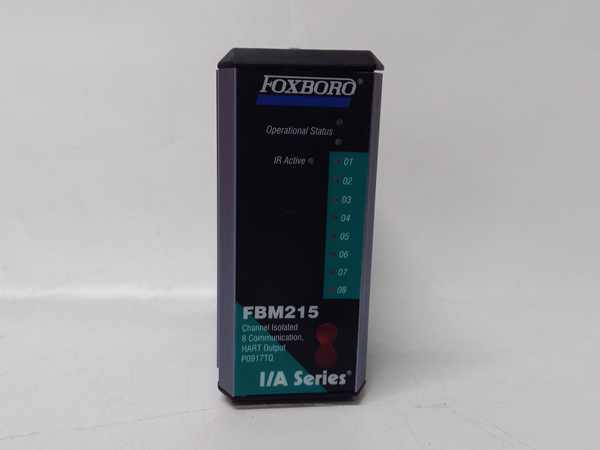 FOXBORO®
Operational Status
IR Active
01
02
03
04
05
06
07
08
FBM215
Channel Isolated
8 Communication,
HART Output
P0917TG
I/A Series®